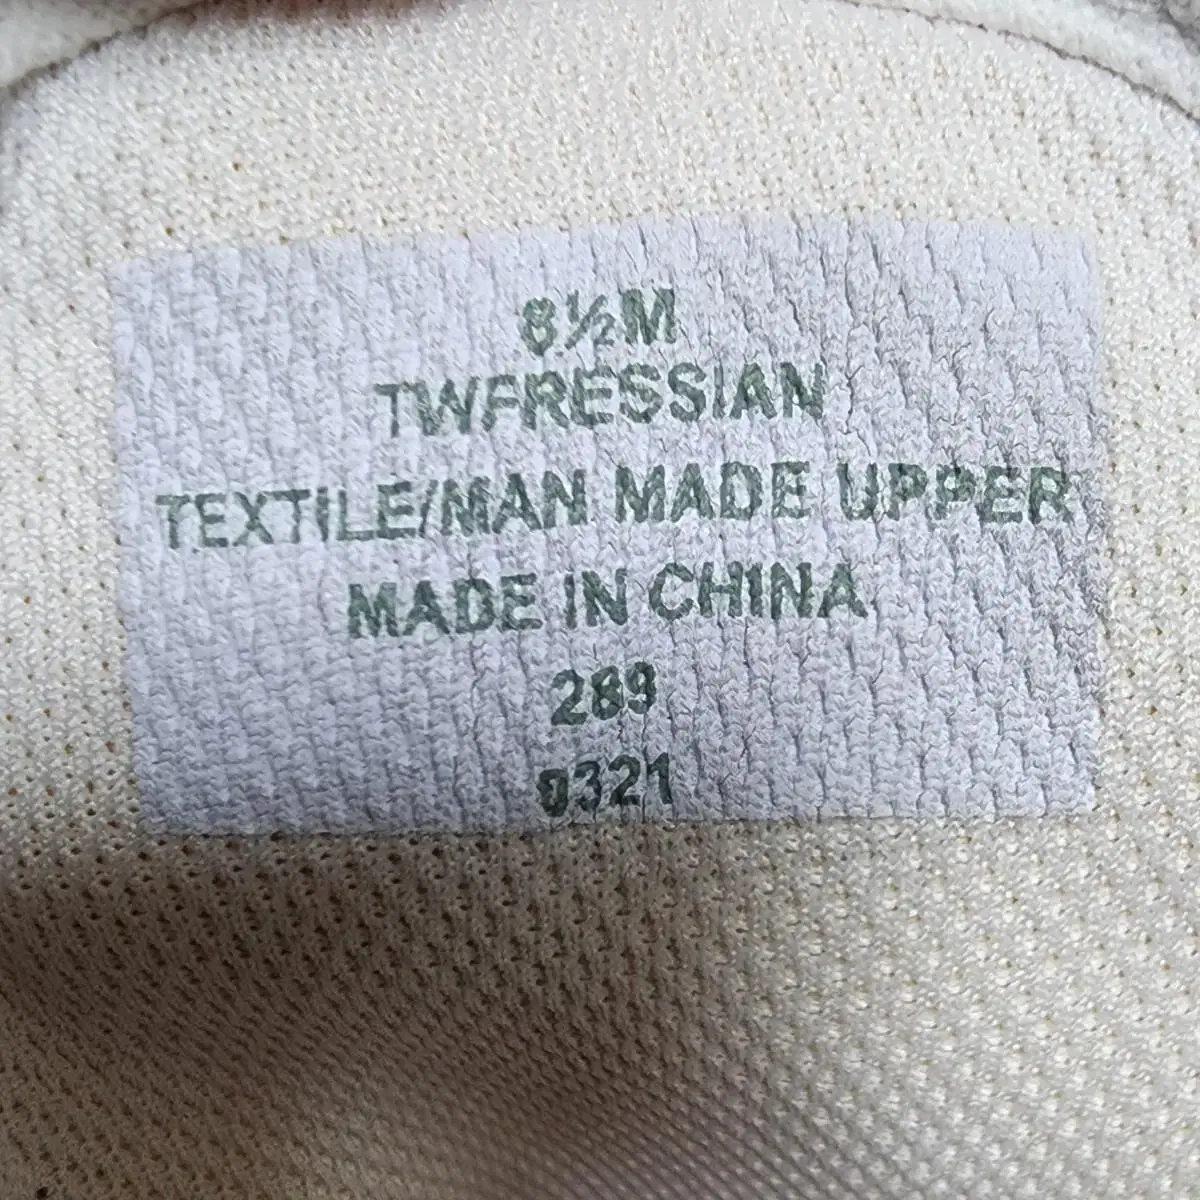 8½M
TWFRESSIAN
TEXTILE/MAN MADE UPPER
MADE IN CHINA
289
0321